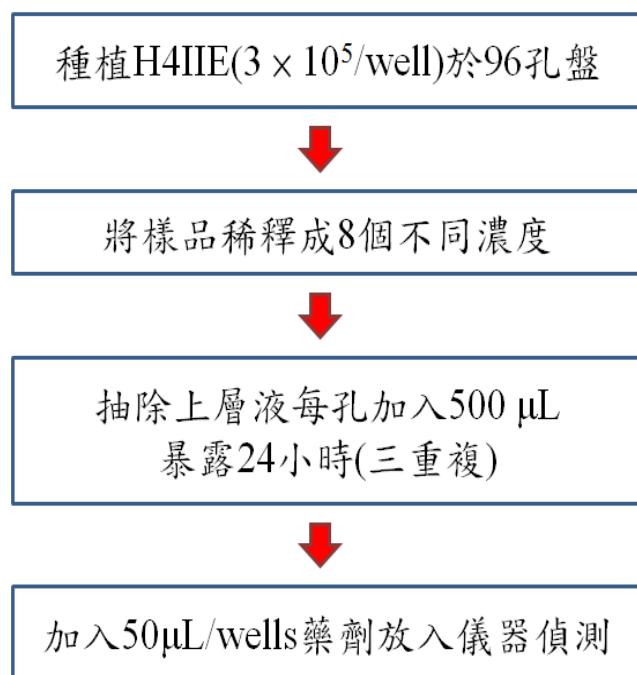 種植H4IIE(3 × 10⁵/well)於96孔盤
將樣品稀釋成8個不同濃度
抽除上層液每孔加入500 μL
暴露24小時(三重複)
加入50μL/wells藥劑放入儀器偵測